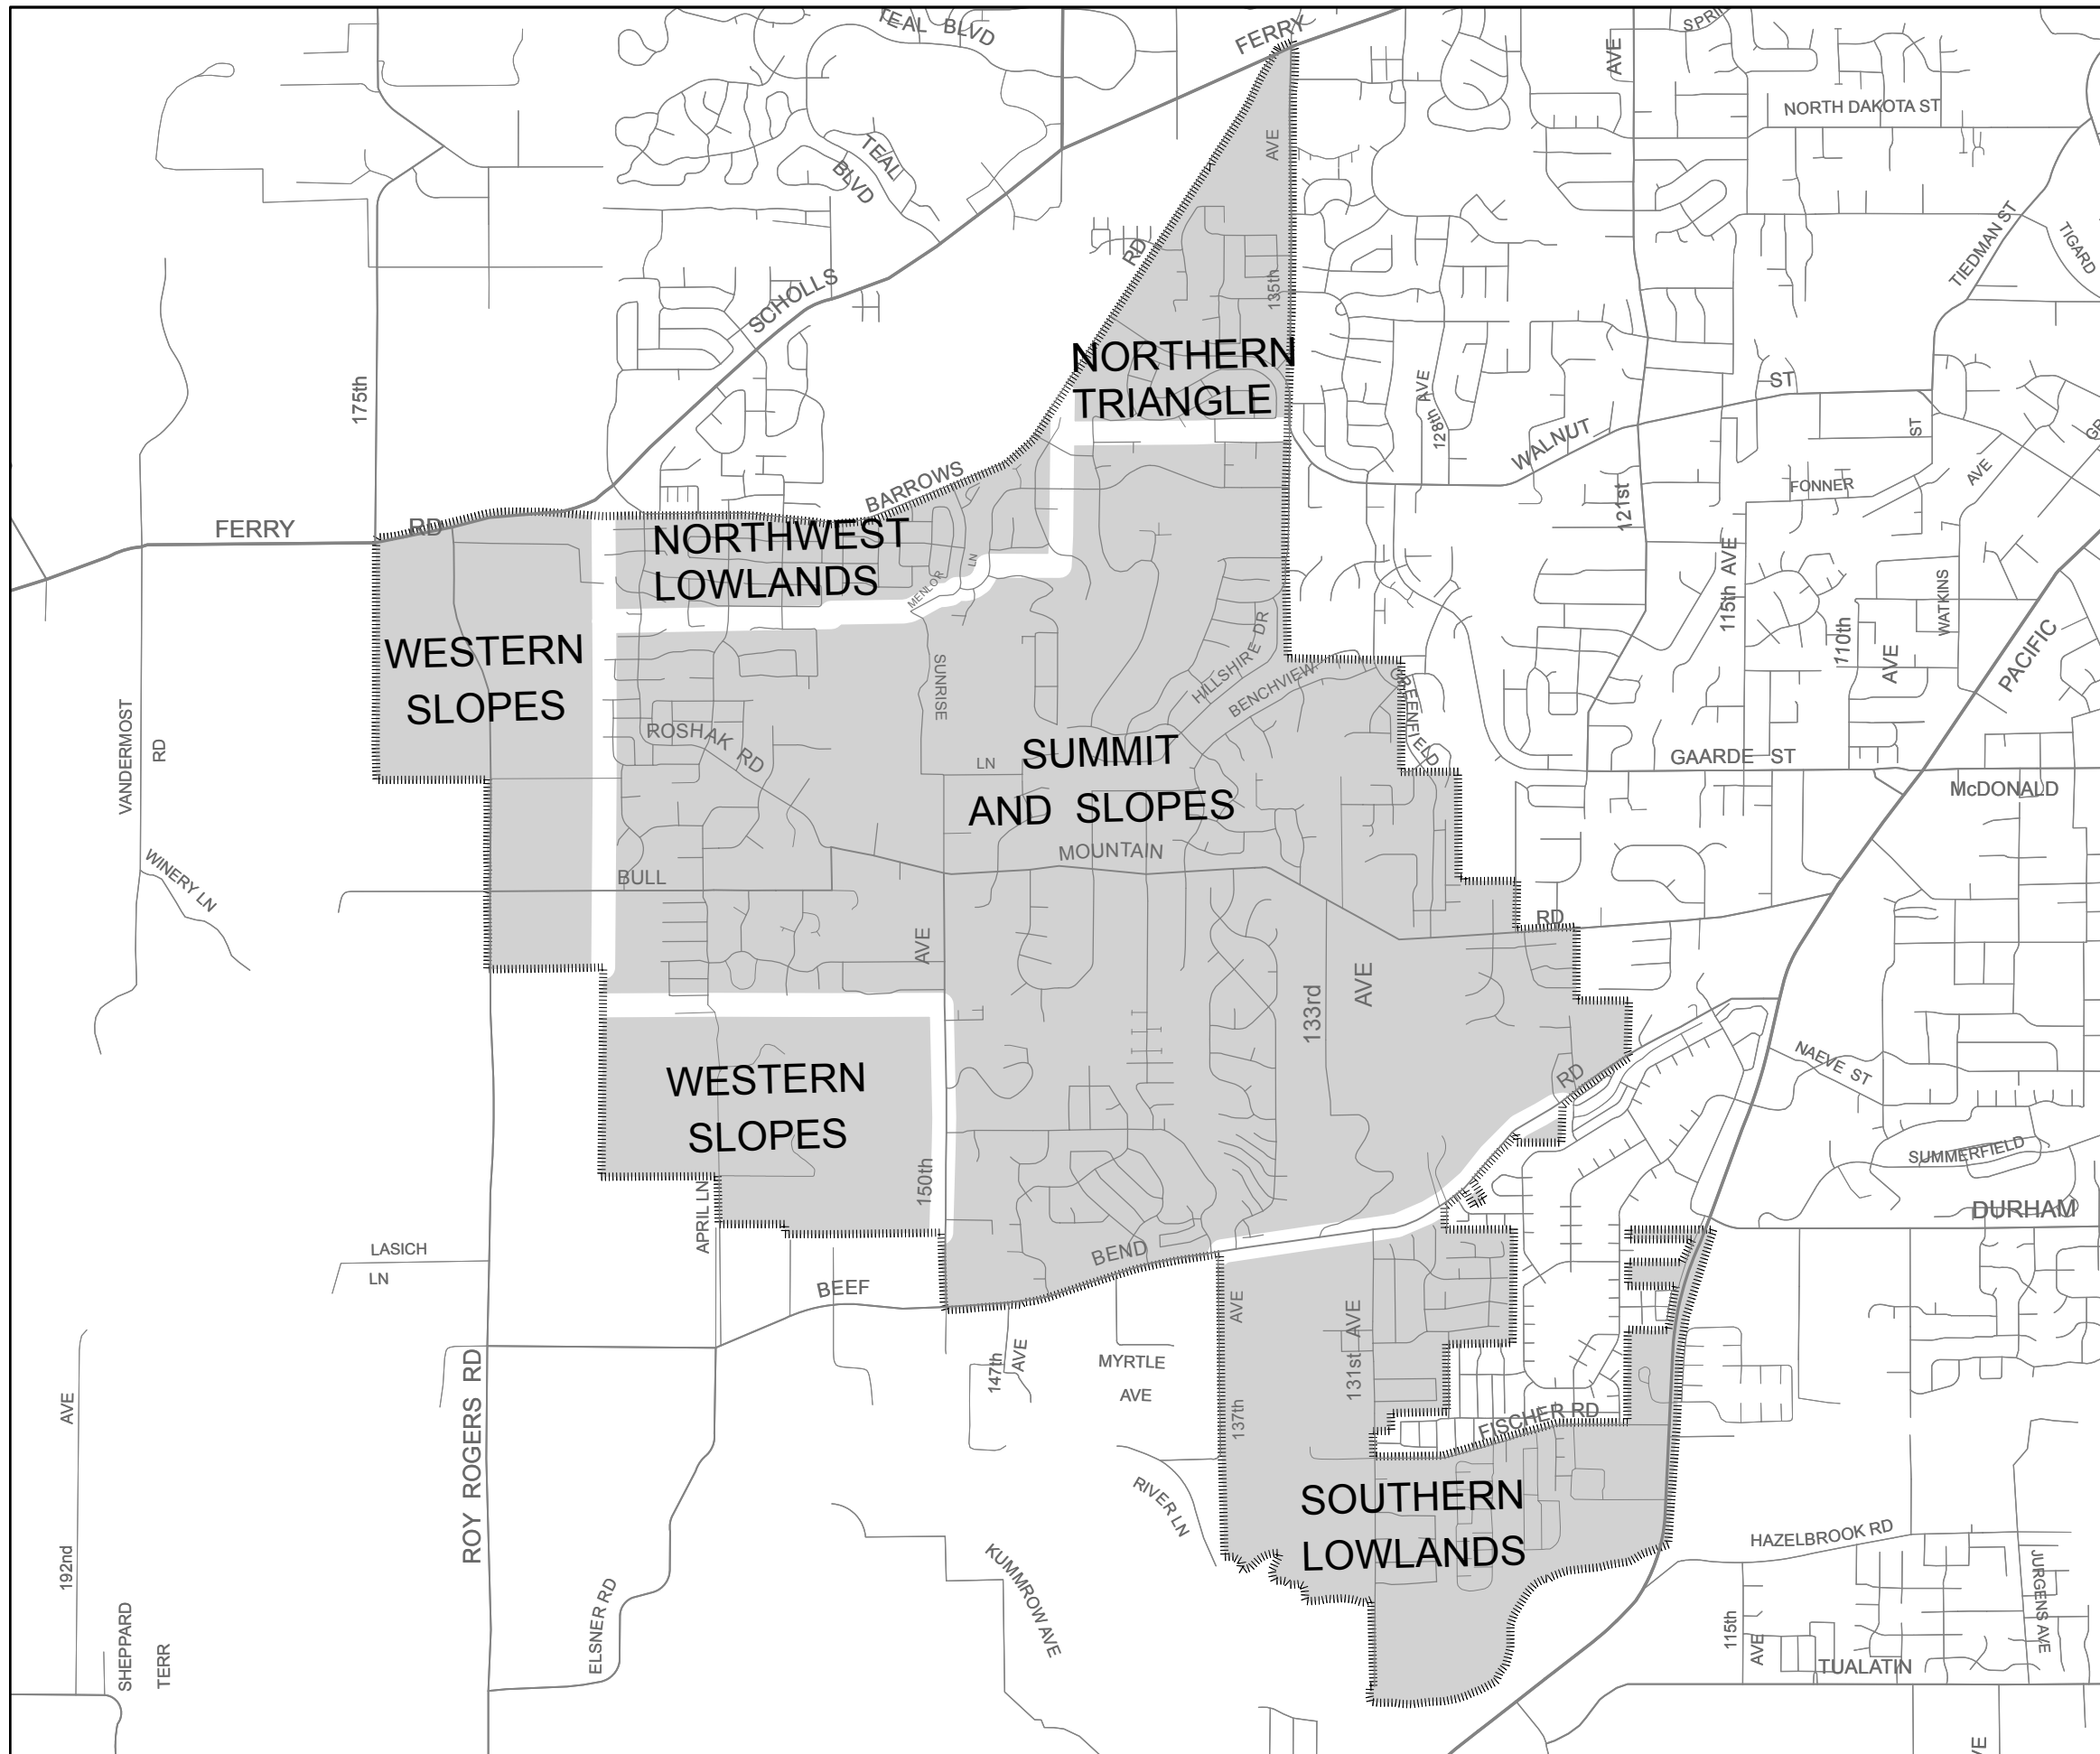 TEAL BLVD
FERRY
AVE
NORTH DAKOTA ST
AVE
TEAL
BLVD
TIEDMAN ST
TIGARD
RD
SCHOLLS
135th
NORTHERN
TRIANGLE
175th
AVE
128th
ST
WALNUT
ST
BARROWS
AVE
FONNER
121st
FERRY
RD
NORTHWEST
LOWLANDS
MENLOR
LN
115th AVE
WATKINS
WESTERN
SLOPES
SUNRISE
HILLSHIRE DR
BENCHVIEW
GREENFIELD
110th
AVE
PACIFIC
VANDERMOST
RD
ROSHAK RD
SUMMIT
AND SLOPES
LN
GAARDE ST
McDONALD
MOUNTAIN
WINERY LN
BULL
RD
AVE
133rd
AVE
WESTERN
SLOPES
RD
NAEVE ST
SUMMERFIELD
150th
APRIL LN
DURHAM
LASICH
LN
BEND
BEEF
AVE
131st AVE
147th
AVE
MYRTLE
AVE
137th
ROY ROGERS RD
AVE
192nd
FISCHER RD
RIVER LN
SOUTHERN
LOWLANDS
HAZELBROOK RD
KUMMROW AVE
JURGENS AVE
ELSNER RD
SHEPPARD
TERR
115th
AVE
TUALATIN